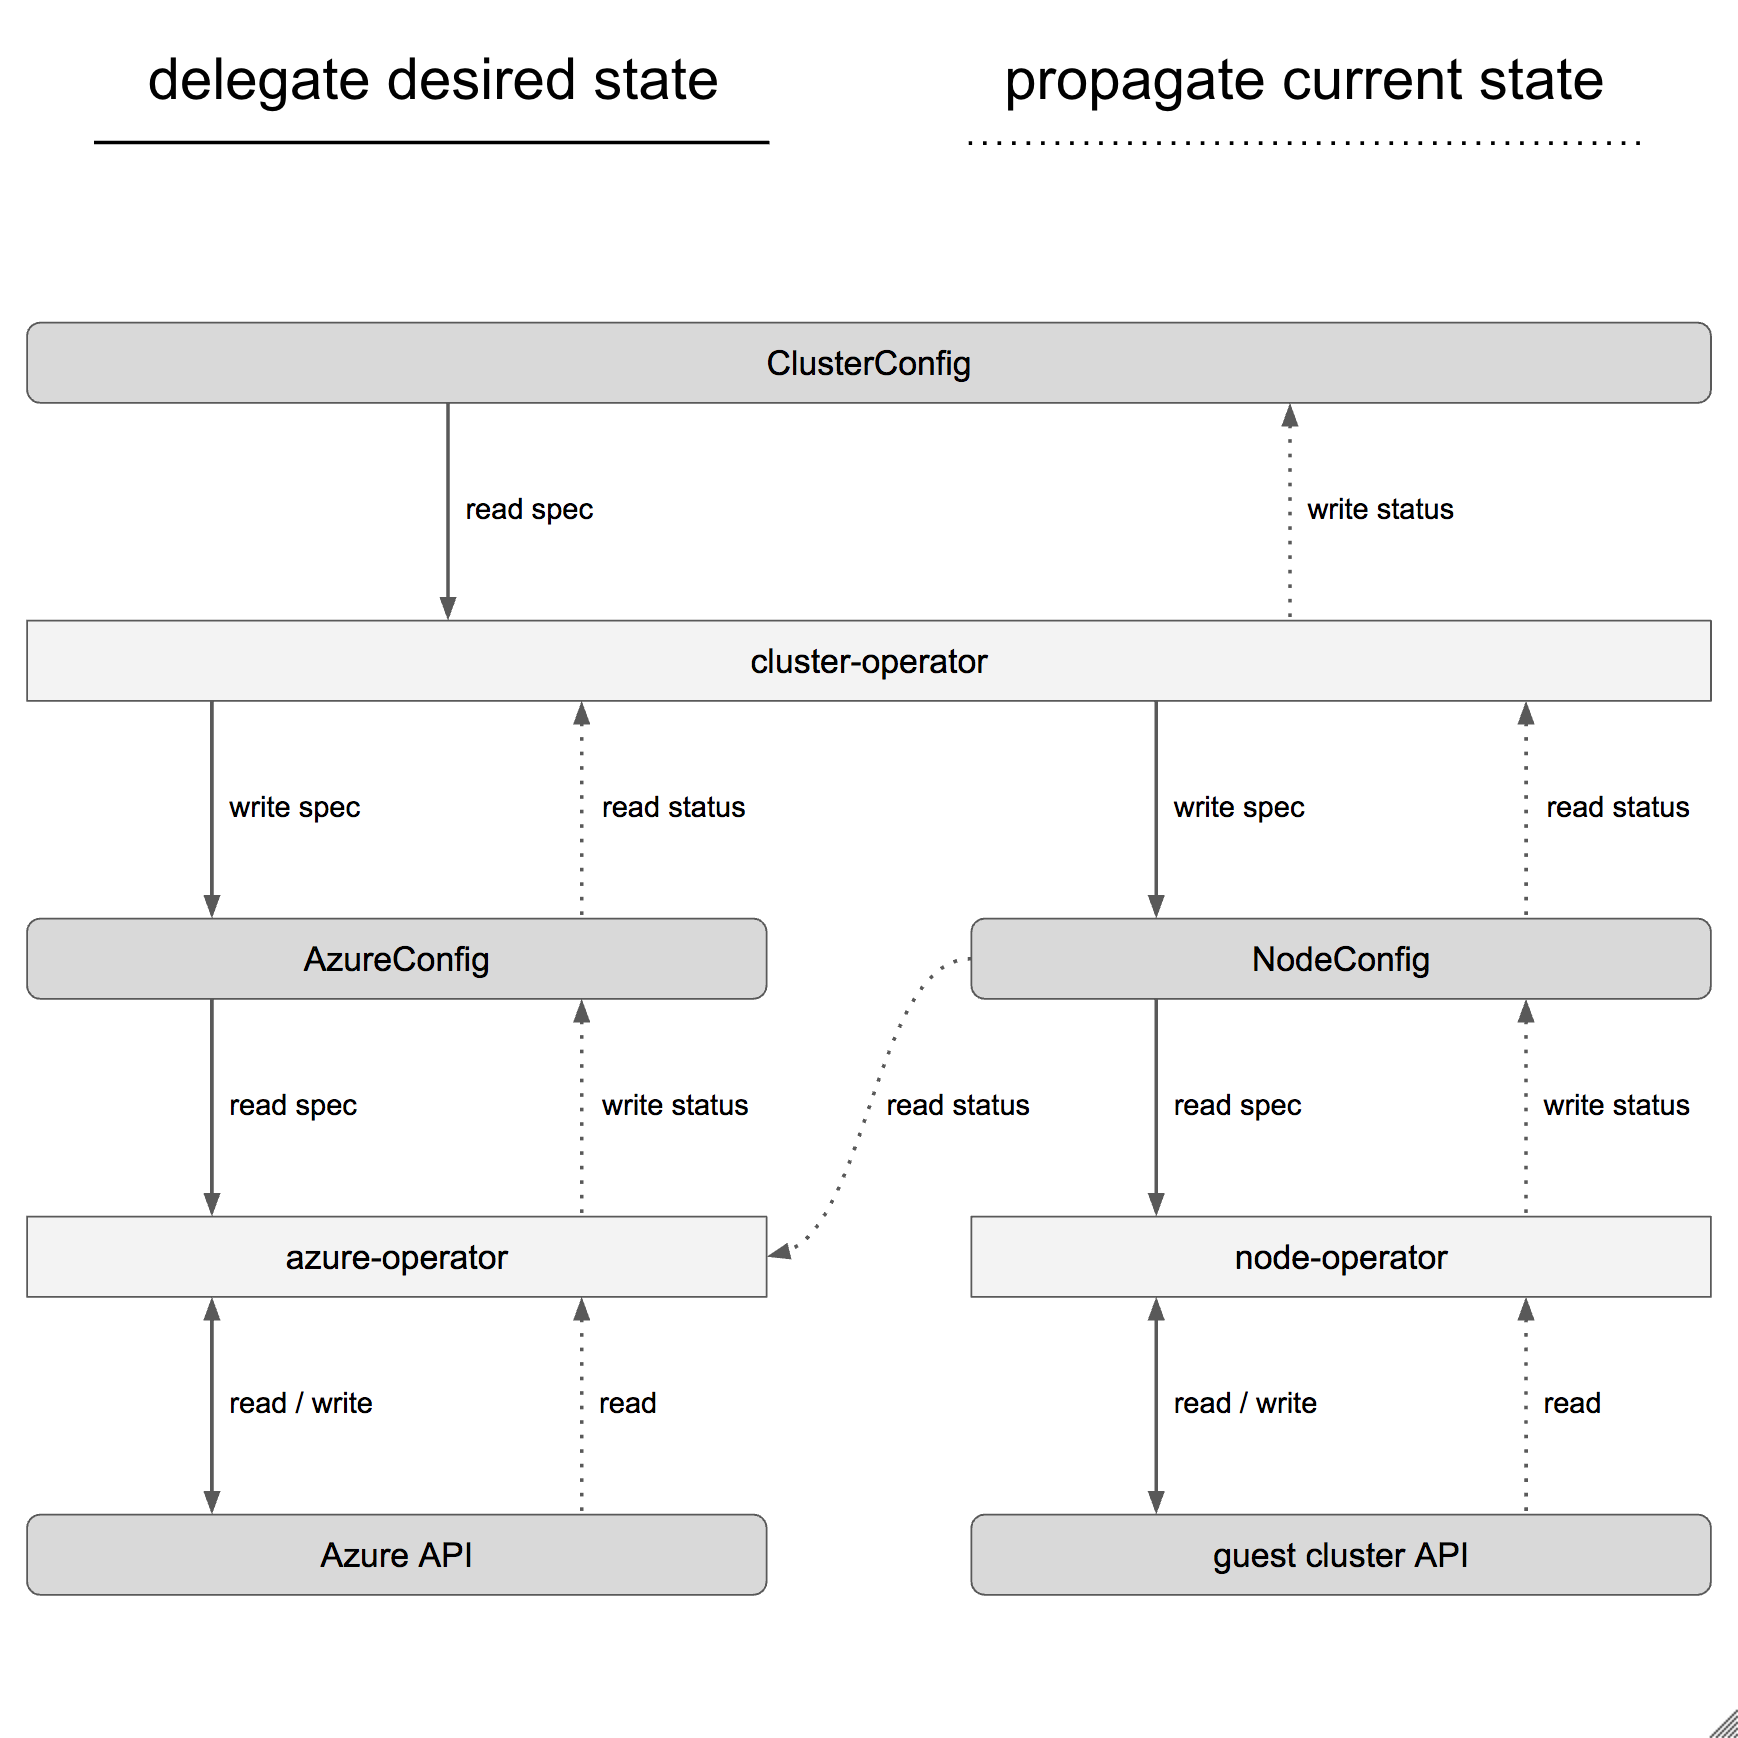 delegate desired state
propagate current state
ClusterConfig
read spec
write status
cluster-operator
write spec
read status
write spec
read status
AzureConfig
NodeConfig
read spec
write status
read status
read spec
write status
azure-operator
node-operator
read / write
read
read / write
read
Azure API
guest cluster API